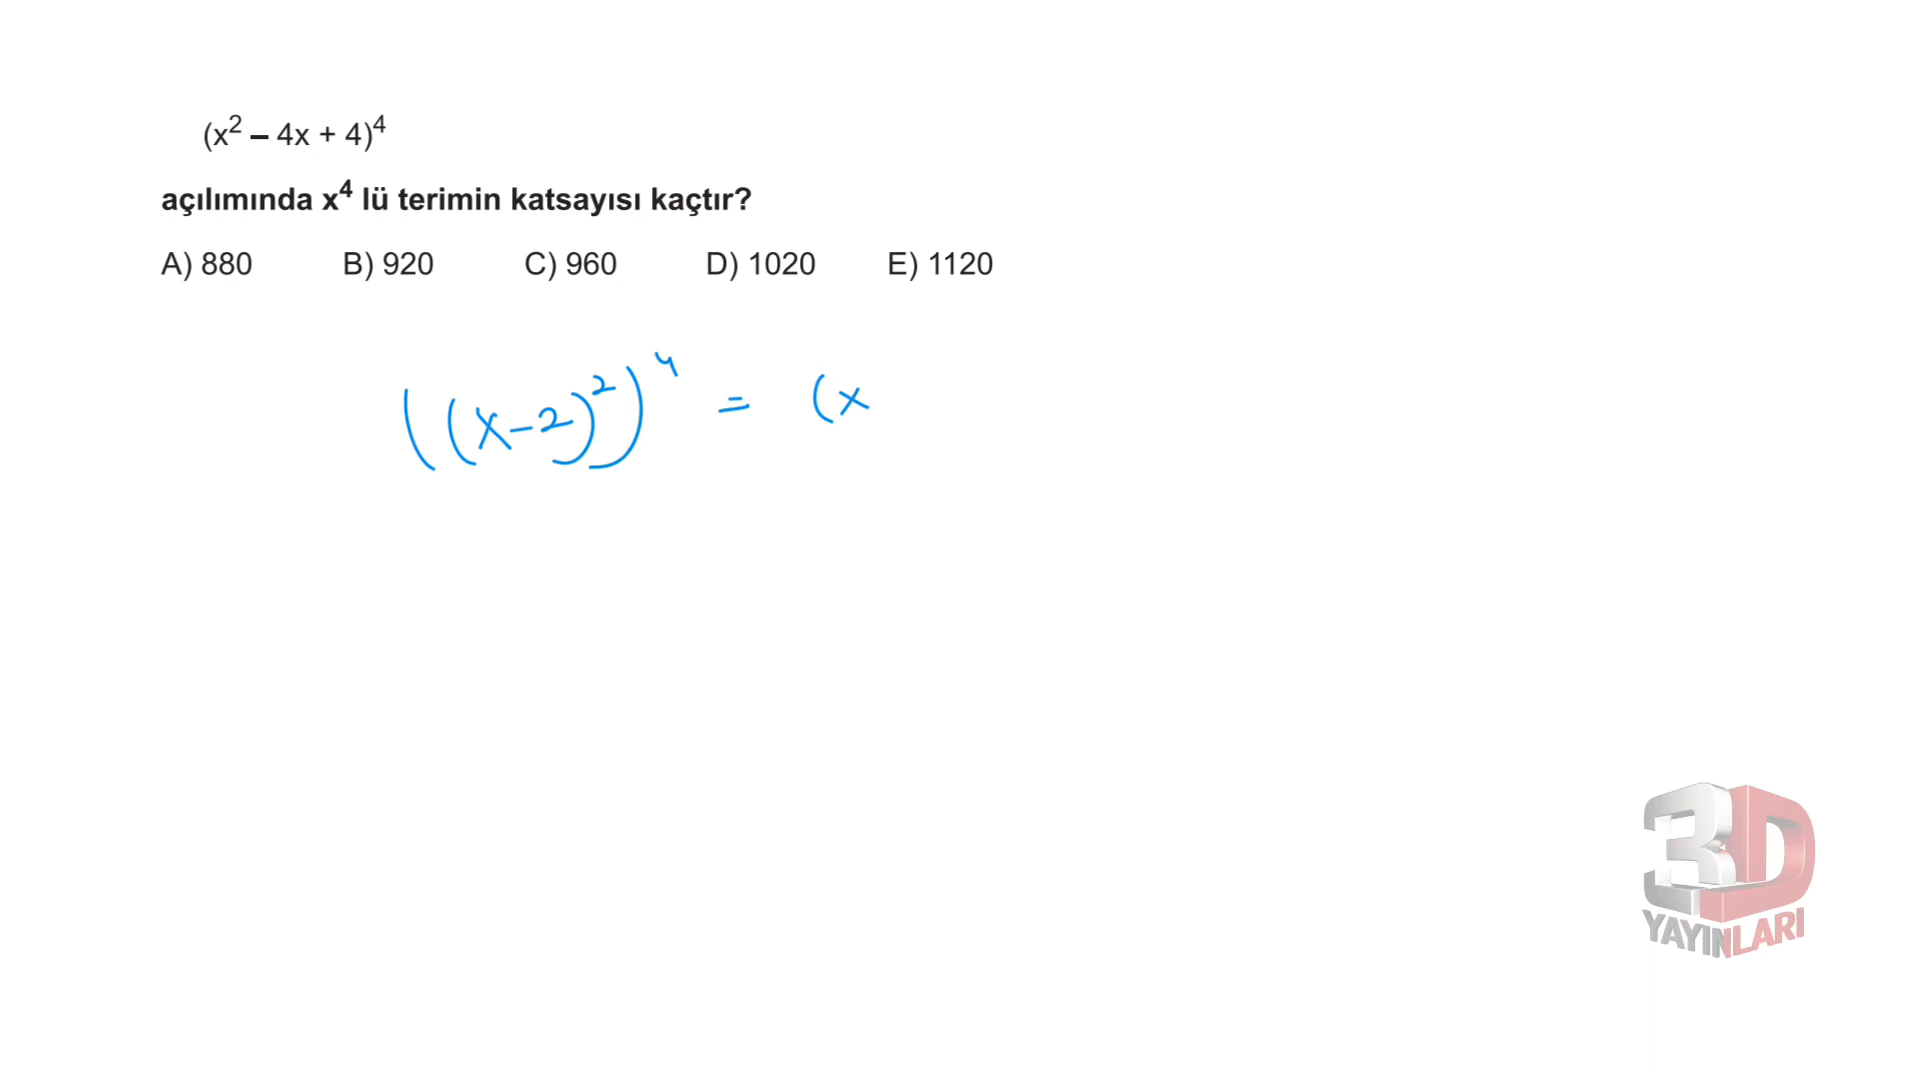 (x² – 4x + 4)⁴
açılımında x⁴ lü terimin katsayısı kaçtır?
A) 880 B) 920 C) 960 D) 1020 E) 1120
((x-2)²)⁴ = (x
3D
YAYINLARI